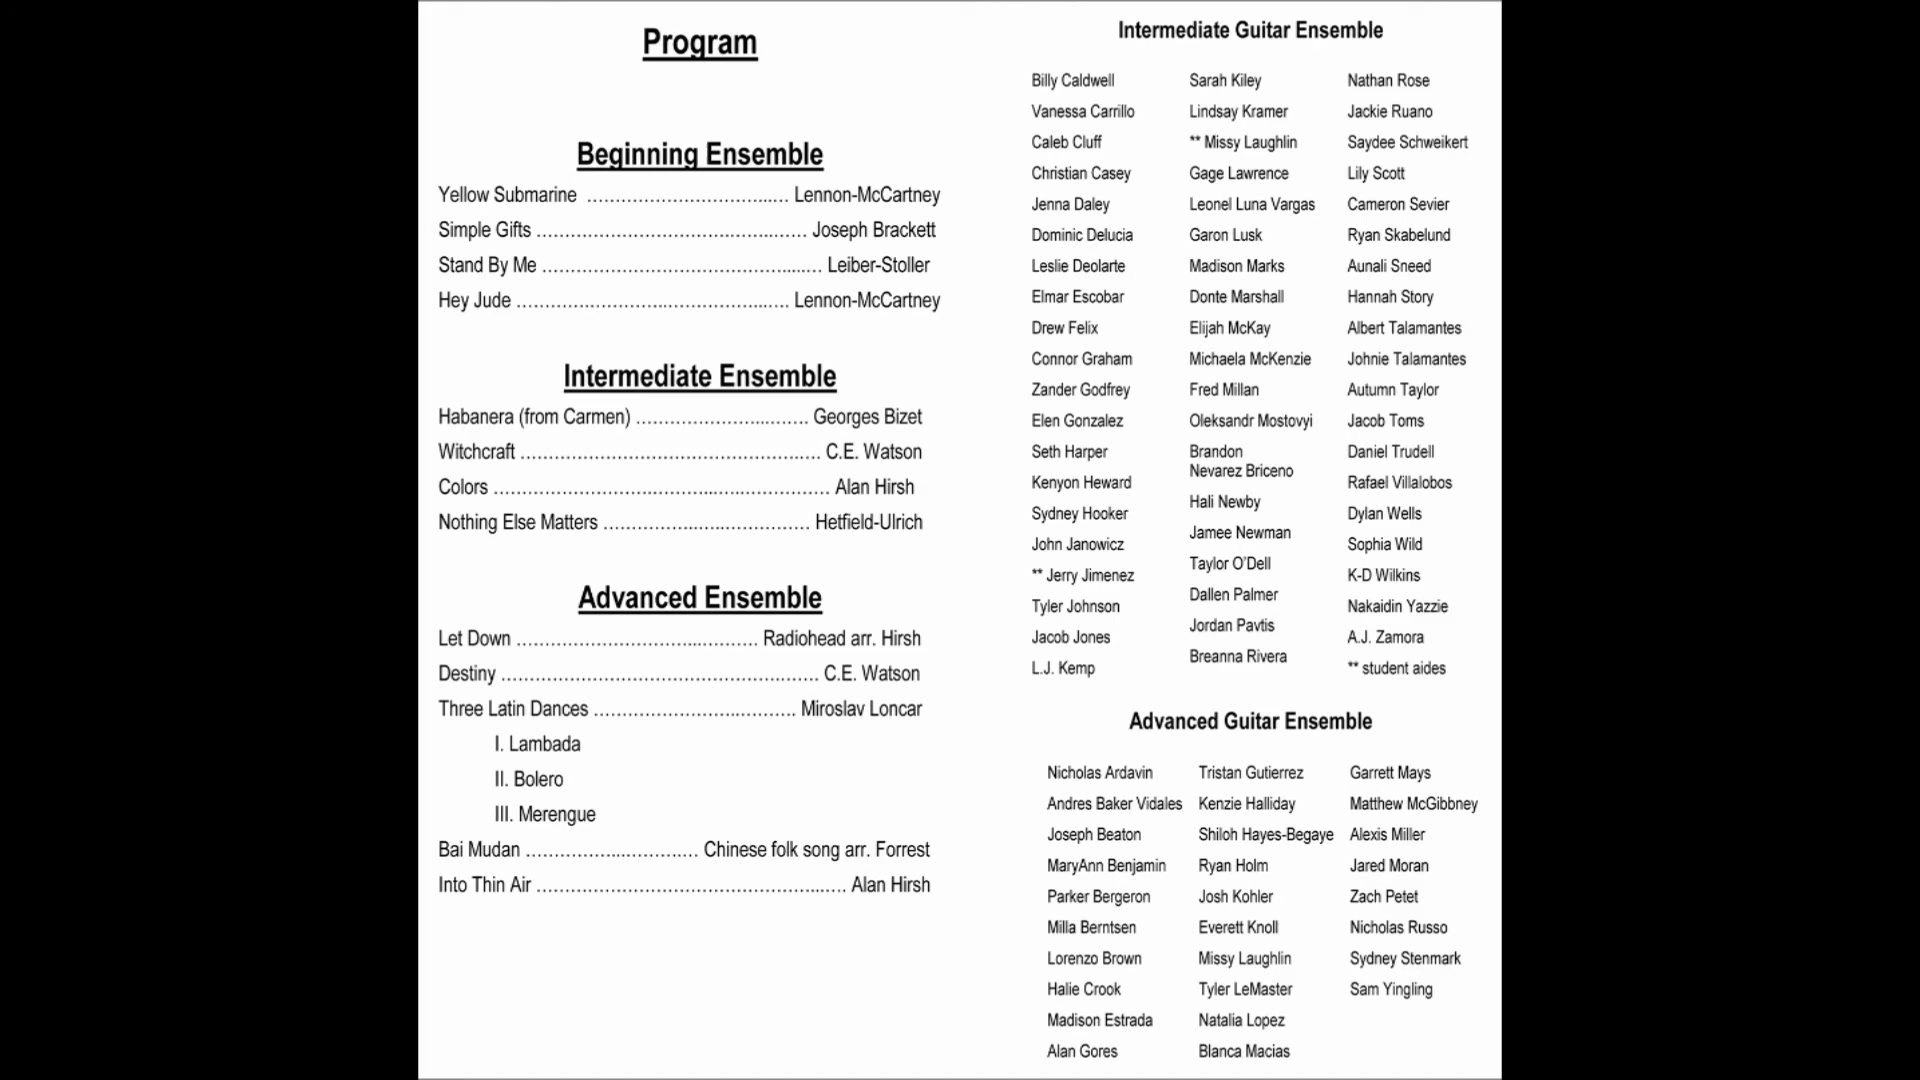 Program
Beginning Ensemble
Yellow Submarine ………………………….…... Lennon-McCartney
Simple Gifts …………………………….……..…… Joseph Brackett
Stand By Me …………………………………….....… Leiber-Stoller
Hey Jude ………….…………..……………...…. Lennon-McCartney
Intermediate Ensemble
Habanera (from Carmen) …………………...……. Georges Bizet
Witchcraft …………………………………………..…. C.E. Watson
Colors ……………………….………...…..…………… Alan Hirsh
Nothing Else Matters ……………..…..…………… Hetfield-Ulrich
Advanced Ensemble
Let Down …………………………...………. Radiohead arr. Hirsh
Destiny ………………………………………….……. C.E. Watson
Three Latin Dances ……………………..………. Miroslav Loncar
I. Lambada
II. Bolero
III. Merengue
Bai Mudan ……………...……….… Chinese folk song arr. Forrest
Into Thin Air …………………………………………...…. Alan Hirsh
Intermediate Guitar Ensemble
Billy Caldwell
Vanessa Carrillo
Caleb Cluff
Christian Casey
Jenna Daley
Dominic Delucia
Leslie Deolarte
Elmar Escobar
Drew Felix
Connor Graham
Zander Godfrey
Elen Gonzalez
Seth Harper
Kenyon Heward
Sydney Hooker
John Janowicz
** Jerry Jimenez
Tyler Johnson
Jacob Jones
L.J. Kemp
Sarah Kiley
Lindsay Kramer
** Missy Laughlin
Gage Lawrence
Leonel Luna Vargas
Garon Lusk
Madison Marks
Donte Marshall
Elijah McKay
Michaela McKenzie
Fred Millan
Oleksandr Mostovyi
Brandon
Nevarez Briceno
Hali Newby
Jamee Newman
Taylor O'Dell
Dallen Palmer
Jordan Pavtis
Breanna Rivera
Nathan Rose
Jackie Ruano
Saydee Schweikert
Lily Scott
Cameron Sevier
Ryan Skabelund
Aunali Sneed
Hannah Story
Albert Talamantes
Johnie Talamantes
Autumn Taylor
Jacob Toms
Daniel Trudell
Rafael Villalobos
Dylan Wells
Sophia Wild
K-D Wilkins
Nakaidin Yazzie
A.J. Zamora
** student aides
Advanced Guitar Ensemble
Nicholas Ardavin
Andres Baker Vidales
Joseph Beaton
MaryAnn Benjamin
Parker Bergeron
Milla Berntsen
Lorenzo Brown
Halie Crook
Madison Estrada
Alan Gores
Tristan Gutierrez
Kenzie Halliday
Shiloh Hayes-Begaye
Ryan Holm
Josh Kohler
Everett Knoll
Missy Laughlin
Tyler LeMaster
Natalia Lopez
Blanca Macias
Garrett Mays
Matthew McGibbney
Alexis Miller
Jared Moran
Zach Petet
Nicholas Russo
Sydney Stenmark
Sam Yingling